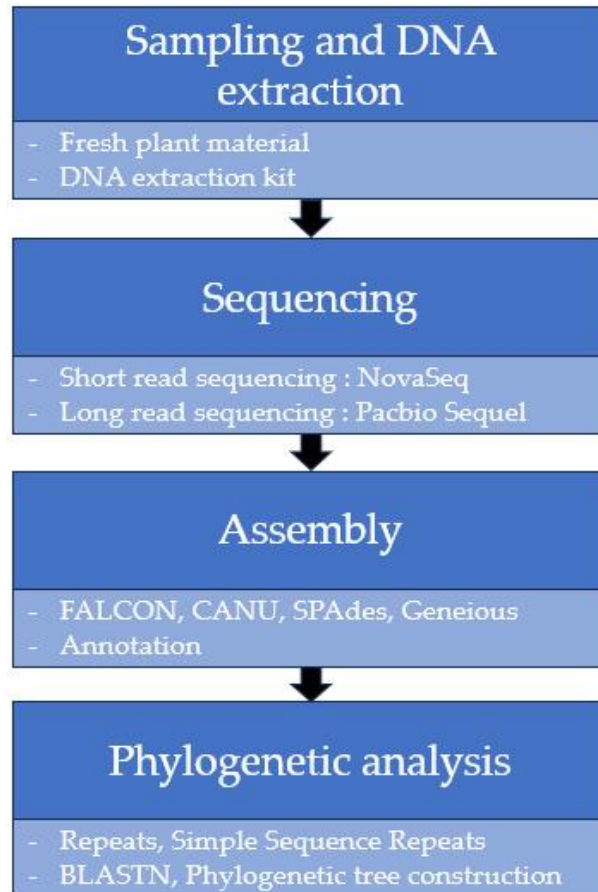 Sampling and DNA
extraction
- Fresh plant material
- DNA extraction kit
Sequencing
- Short read sequencing : NovaSeq
- Long read sequencing : Pacbio Sequel
Assembly
- FALCON, CANU, SPAdes, Geneious
- Annotation
Phylogenetic analysis
- Repeats, Simple Sequence Repeats
- BLASTN, Phylogenetic tree construction